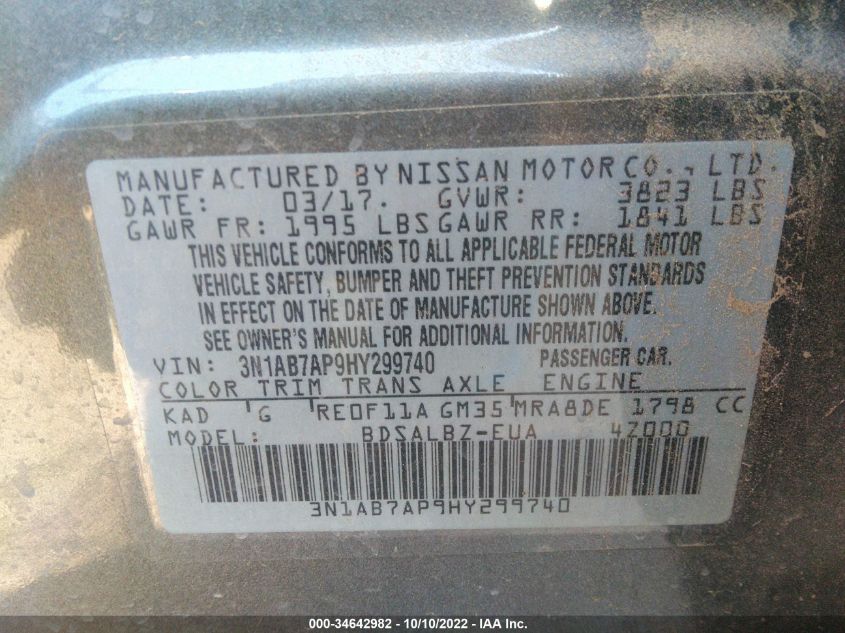 MANUFACTURED BY NISSAN MOTOR CO., LTD.
DATE: 03/17. GVWR: 3823 LBS
GAWR FR: 1995 LBS GAWR RR: 1841 LBS
THIS VEHICLE CONFORMS TO ALL APPLICABLE FEDERAL MOTOR
VEHICLE SAFETY, BUMPER AND THEFT PREVENTION STANDARDS
IN EFFECT ON THE DATE OF MANUFACTURE SHOWN ABOVE.
SEE OWNER'S MANUAL FOR ADDITIONAL INFORMATION.
VIN: 3N1AB7AP9HY299740 PASSENGER CAR.
COLOR TRIM TRANS AXLE ENGINE
KAD G RE0F11A GM35 MRA8DE 1798 CC
MODEL: BDSALBZ-EUA 4Z000
3N1AB7AP9HY299740
000-34642982 - 10/10/2022 - IAA Inc.